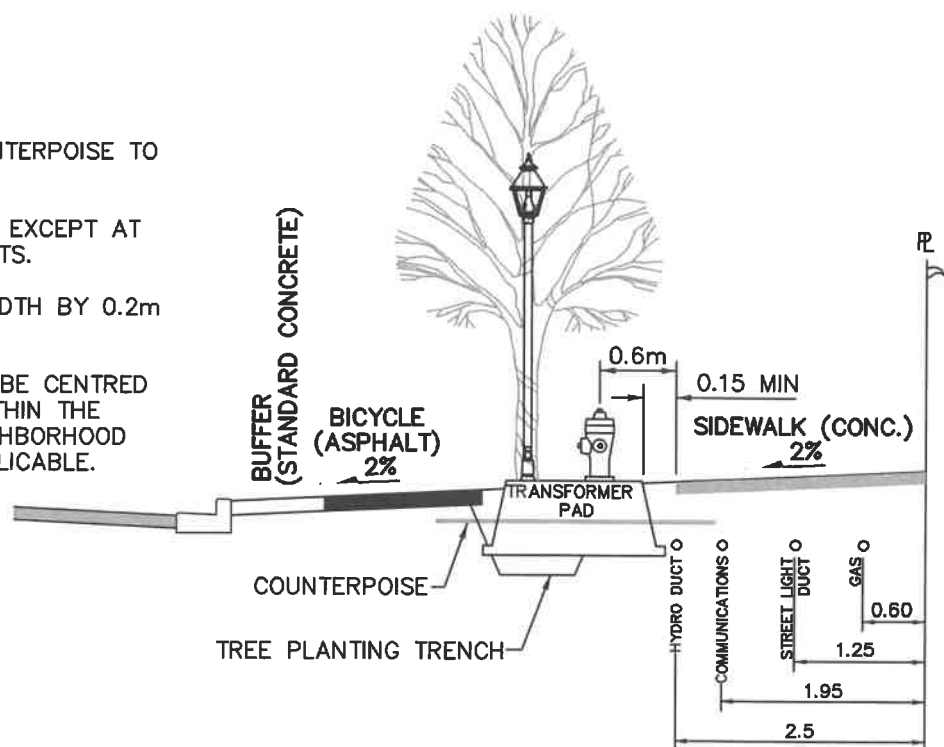 NTERPOISE TO
EXCEPT AT
TS.
DTH BY 0.2m
BE CENTRED
THIN THE
GHBORHOOD
LICABLE.
BUFFER
(STANDARD CONCRETE)
BICYCLE
(ASPHALT)
2%
0.6m
0.15 MIN
SIDEWALK (CONC.)
2%
PL
TRANSFORMER
PAD
COUNTERPOISE
TREE PLANTING TRENCH
HYDRO DUCT
COMMUNICATIONS
STREET LIGHT
DUCT
GAS
0.60
1.25
1.95
2.5